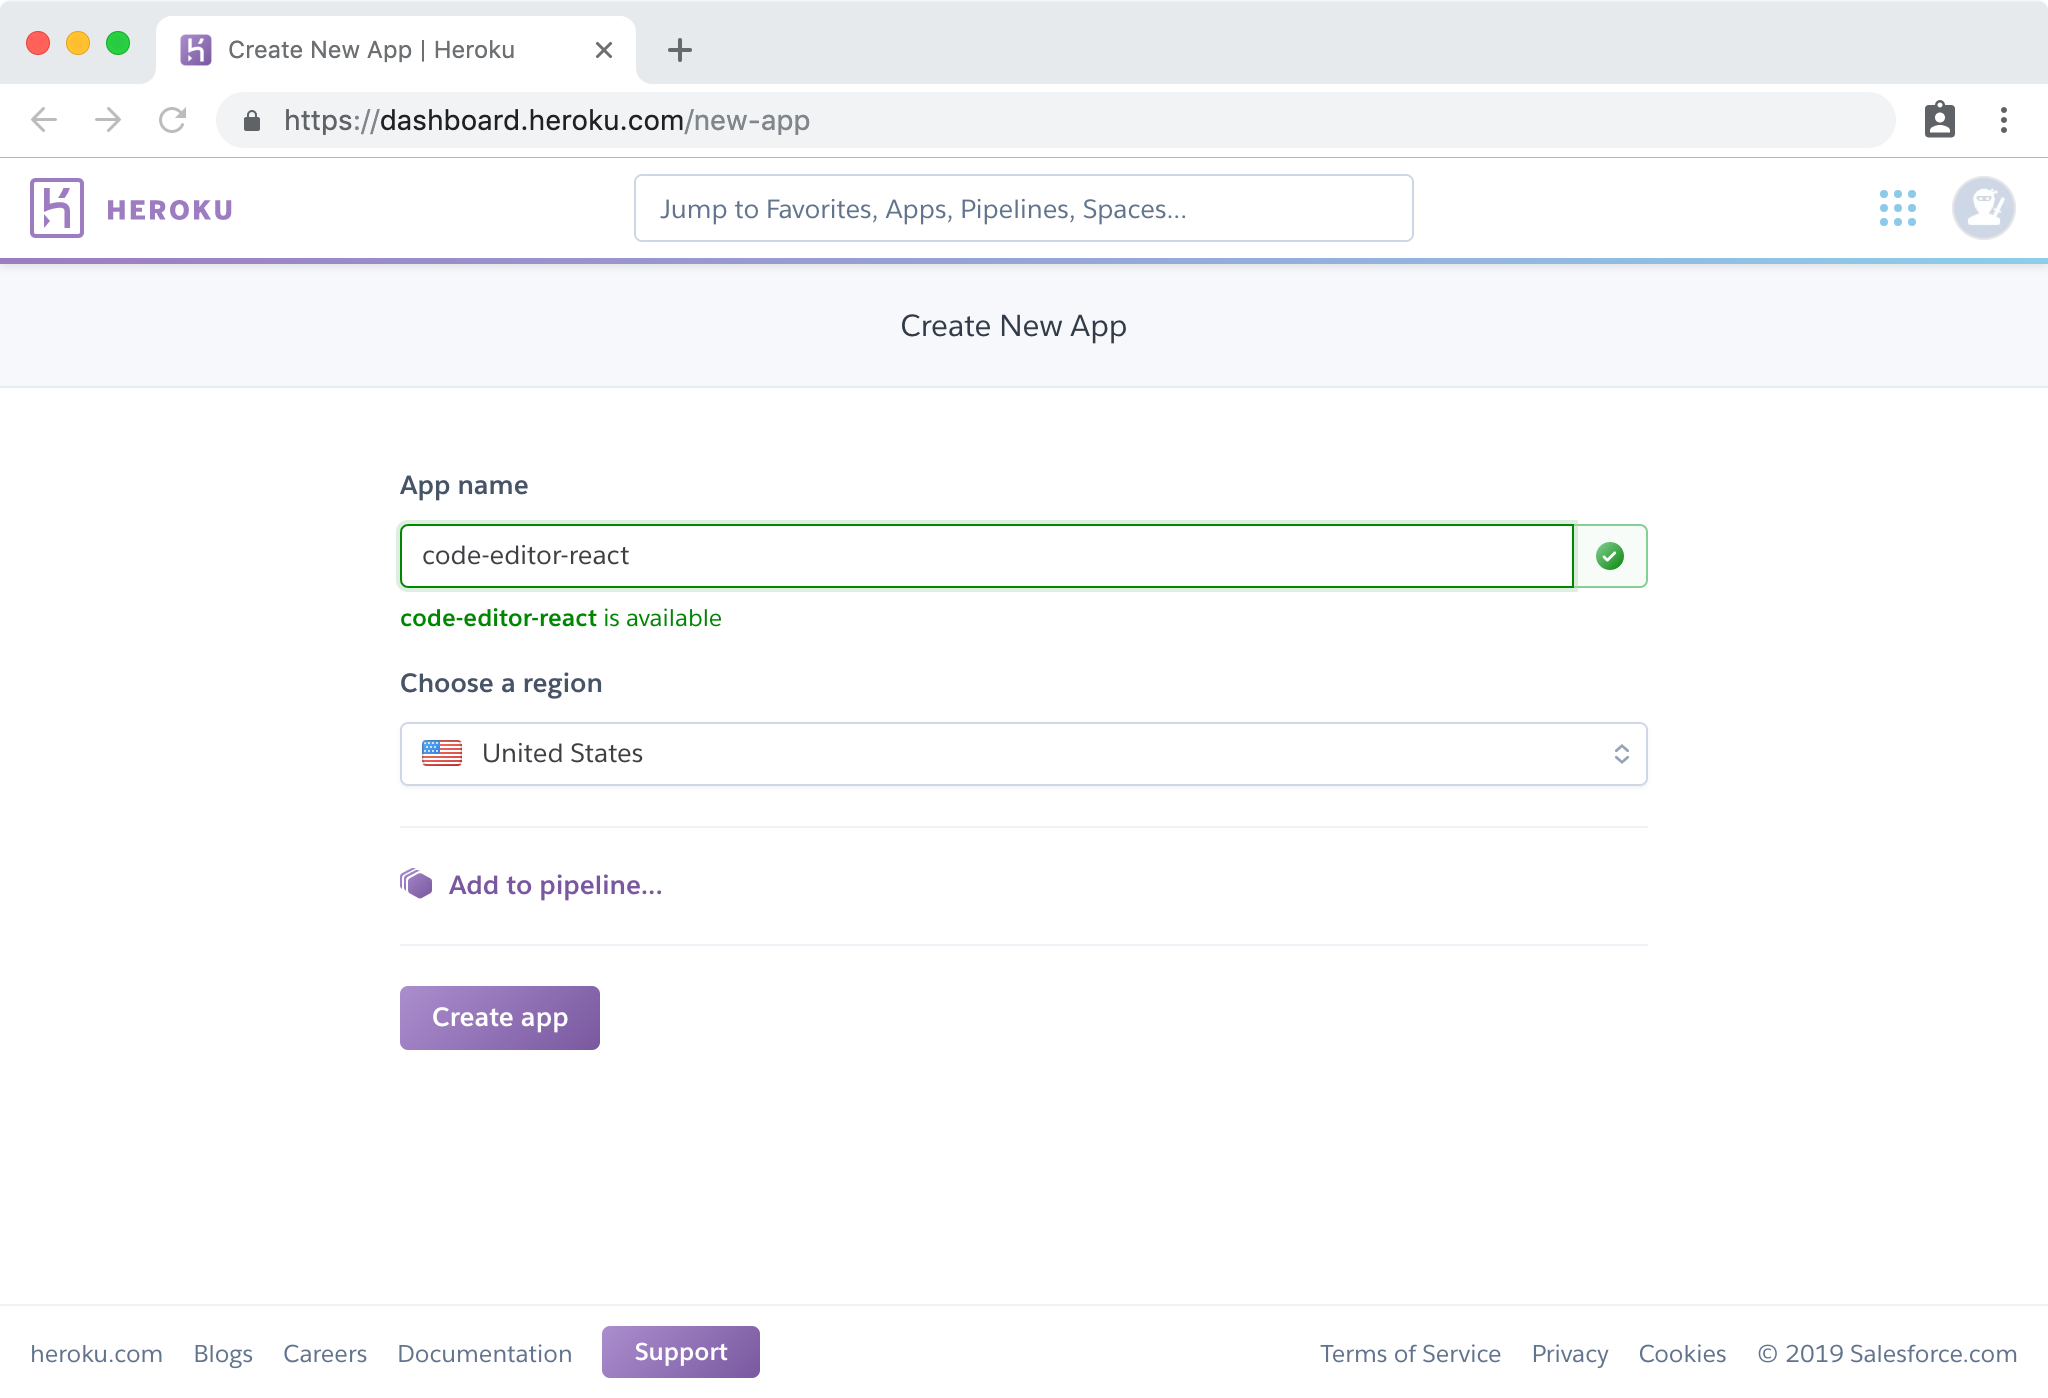 Create New App | Heroku
https://dashboard.heroku.com/new-app
HEROKU
Jump to Favorites, Apps, Pipelines, Spaces...
Create New App
App name
code-editor-react
code-editor-react is available
Choose a region
United States
Add to pipeline...
Create app
heroku.com Blogs Careers Documentation Support Terms of Service Privacy Cookies © 2019 Salesforce.com